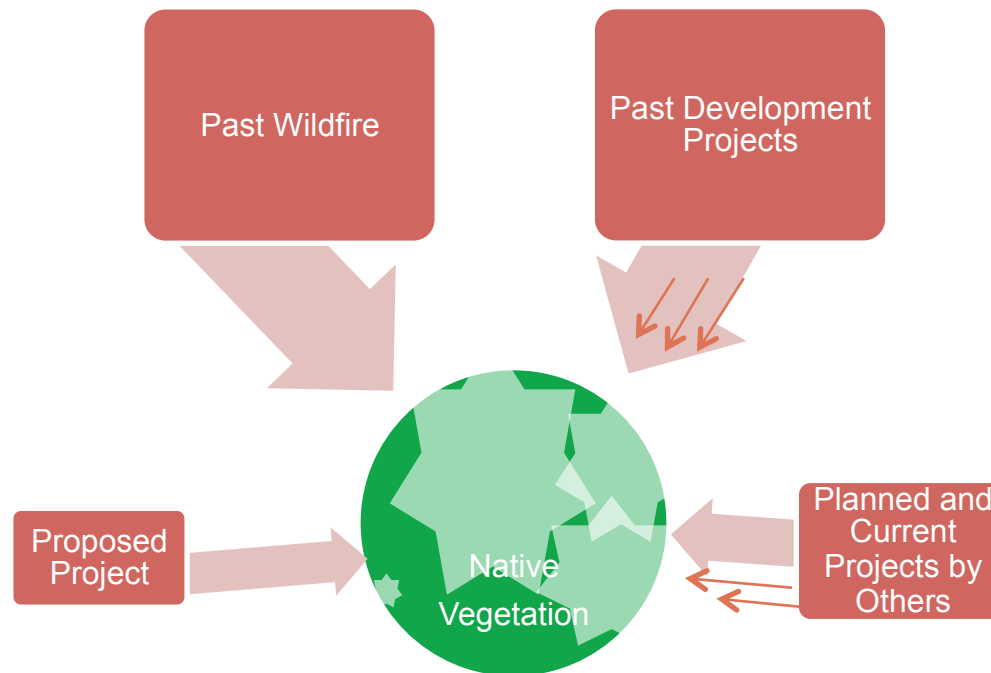 Past Wildfire
Past Development
Projects
Proposed
Project
Native
Vegetation
Planned and
Current
Projects by
Others